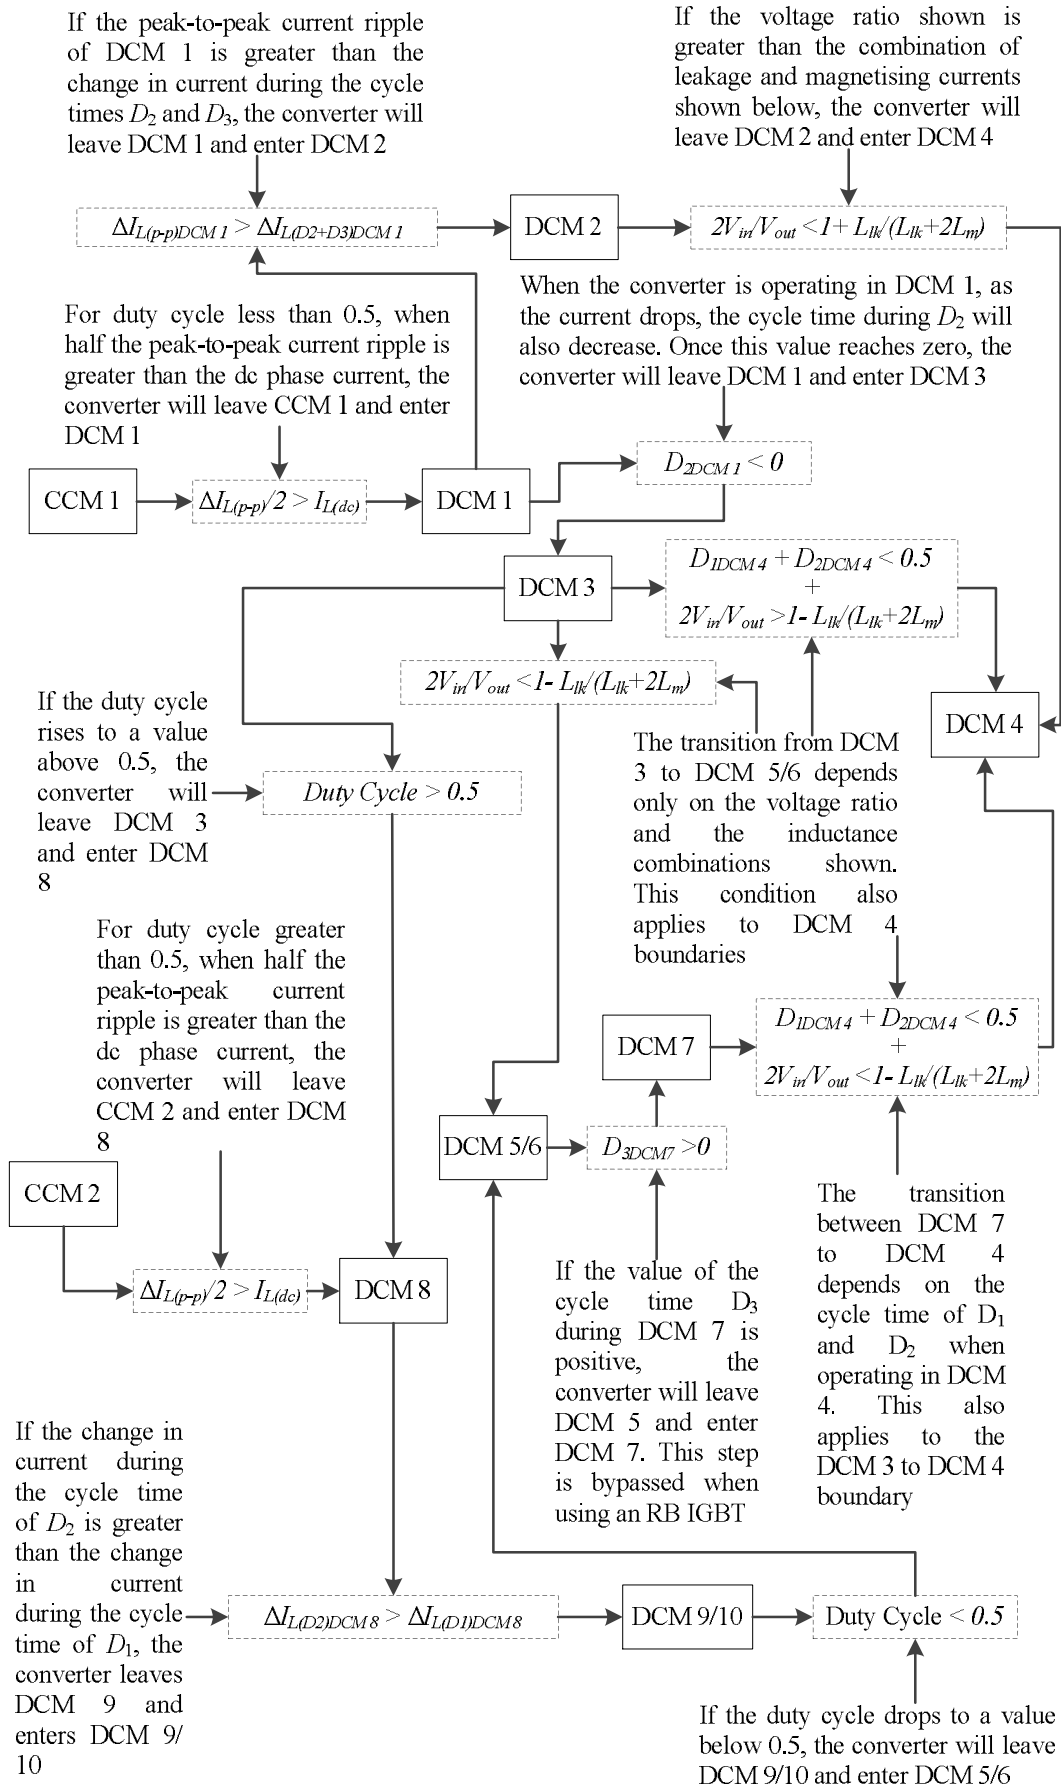 If the peak-to-peak current ripple
of DCM 1 is greater than the
change in current during the cycle
times D2 and D3, the converter will
leave DCM 1 and enter DCM 2
If the voltage ratio shown is
greater than the combination of
leakage and magnetising currents
shown below, the converter will
leave DCM 2 and enter DCM 4
ΔIL(p-p)DCM 1 > ΔIL(D2+D3)DCM 1
DCM 2
2Vin/Vout <1+ Llk/(Llk+2Lm)
When the converter is operating in DCM 1, as
the current drops, the cycle time during D2 will
also decrease. Once this value reaches zero, the
converter will leave DCM 1 and enter DCM 3
For duty cycle less than 0.5, when
half the peak-to-peak current ripple is
greater than the dc phase current, the
converter will leave CCM 1 and enter
DCM 1
D2DCM 1 < 0
CCM 1
ΔIL(p-p)/2 > IL(dc)
DCM 1
DCM 3
D1DCM 4 + D2DCM 4 < 0.5
+
2Vin/Vout >1- Llk/(Llk+2Lm)
2Vin/Vout <1- Llk/(Llk+2Lm)
DCM 4
If the duty cycle
rises to a value
above 0.5, the
converter will
leave DCM 3
and enter DCM
8
Duty Cycle > 0.5
The transition from DCM
3 to DCM 5/6 depends
only on the voltage ratio
and the inductance
combinations shown.
This condition also
applies to DCM 4
boundaries
For duty cycle greater
than 0.5, when half the
peak-to-peak current
ripple is greater than the
dc phase current, the
converter will leave
CCM 2 and enter DCM
8
DCM 7
D1DCM 4 + D2DCM 4 < 0.5
+
2Vin/Vout <1- Llk/(Llk+2Lm)
DCM 5/6
D3DCM7 >0
CCM 2
ΔIL(p-p)/2 > IL(dc)
DCM 8
If the value of the
cycle time D3
during DCM 7 is
positive, the
converter will leave
DCM 5 and enter
DCM 7. This step
is bypassed when
using an RB IGBT
The transition
between DCM 7
to DCM 4
depends on the
cycle time of D1
and D2 when
operating in DCM
4. This also
applies to the
DCM 3 to DCM 4
boundary
If the change in
current during
the cycle time
of D2 is greater
than the change
in current
during the cycle
time of D1, the
converter leaves
DCM 9 and
enters DCM 9/
10
ΔIL(D2)DCM 8 > ΔIL(D1)DCM 8
DCM 9/10
Duty Cycle < 0.5
If the duty cycle drops to a value
below 0.5, the converter will leave
DCM 9/10 and enter DCM 5/6